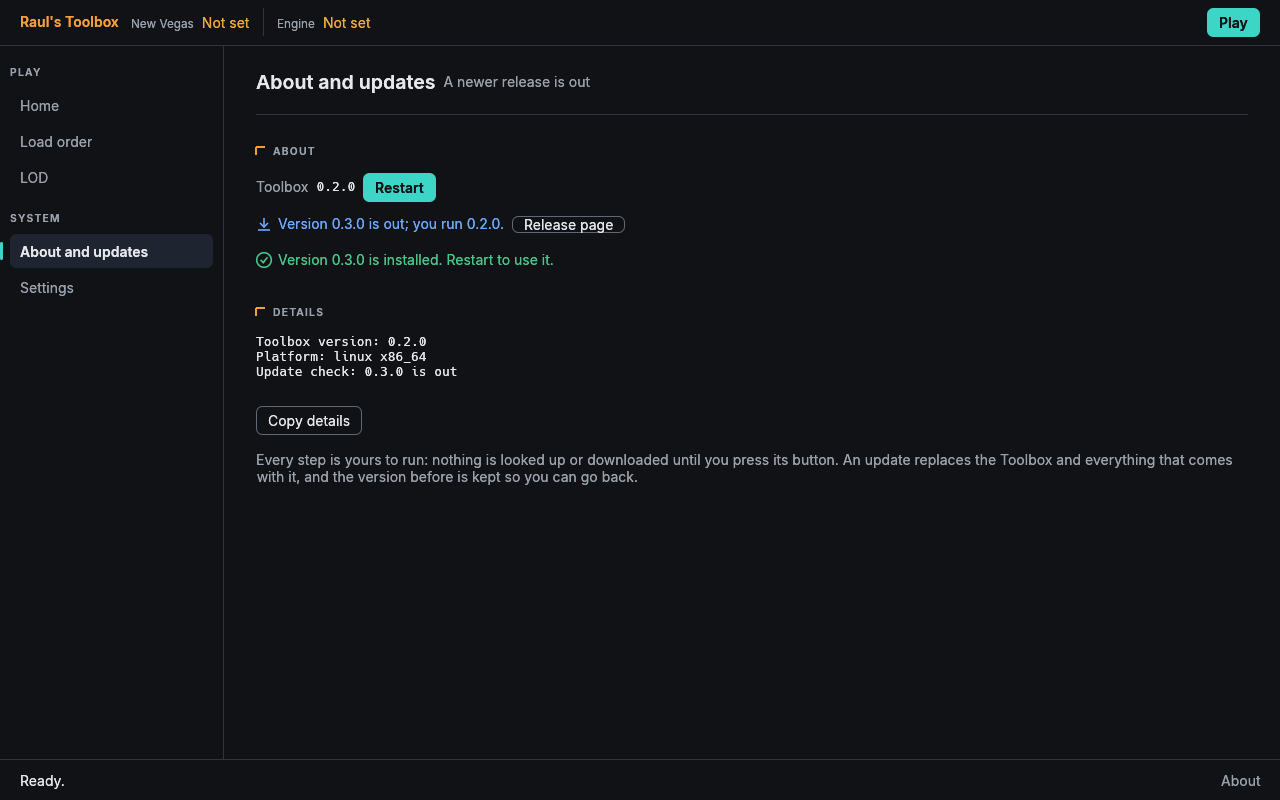 Raul's Toolbox New Vegas Not set Engine Not set Play
PLAY
Home
Load order
LOD
SYSTEM
About and updates
Settings
About and updates A newer release is out
ABOUT
Toolbox 0.2.0 Restart
Version 0.3.0 is out; you run 0.2.0. Release page
Version 0.3.0 is installed. Restart to use it.
DETAILS
Toolbox version: 0.2.0
Platform: linux x86_64
Update check: 0.3.0 is out
Copy details
Every step is yours to run: nothing is looked up or downloaded until you press its button. An update replaces the Toolbox and everything that comes
with it, and the version before is kept so you can go back.
Ready. About